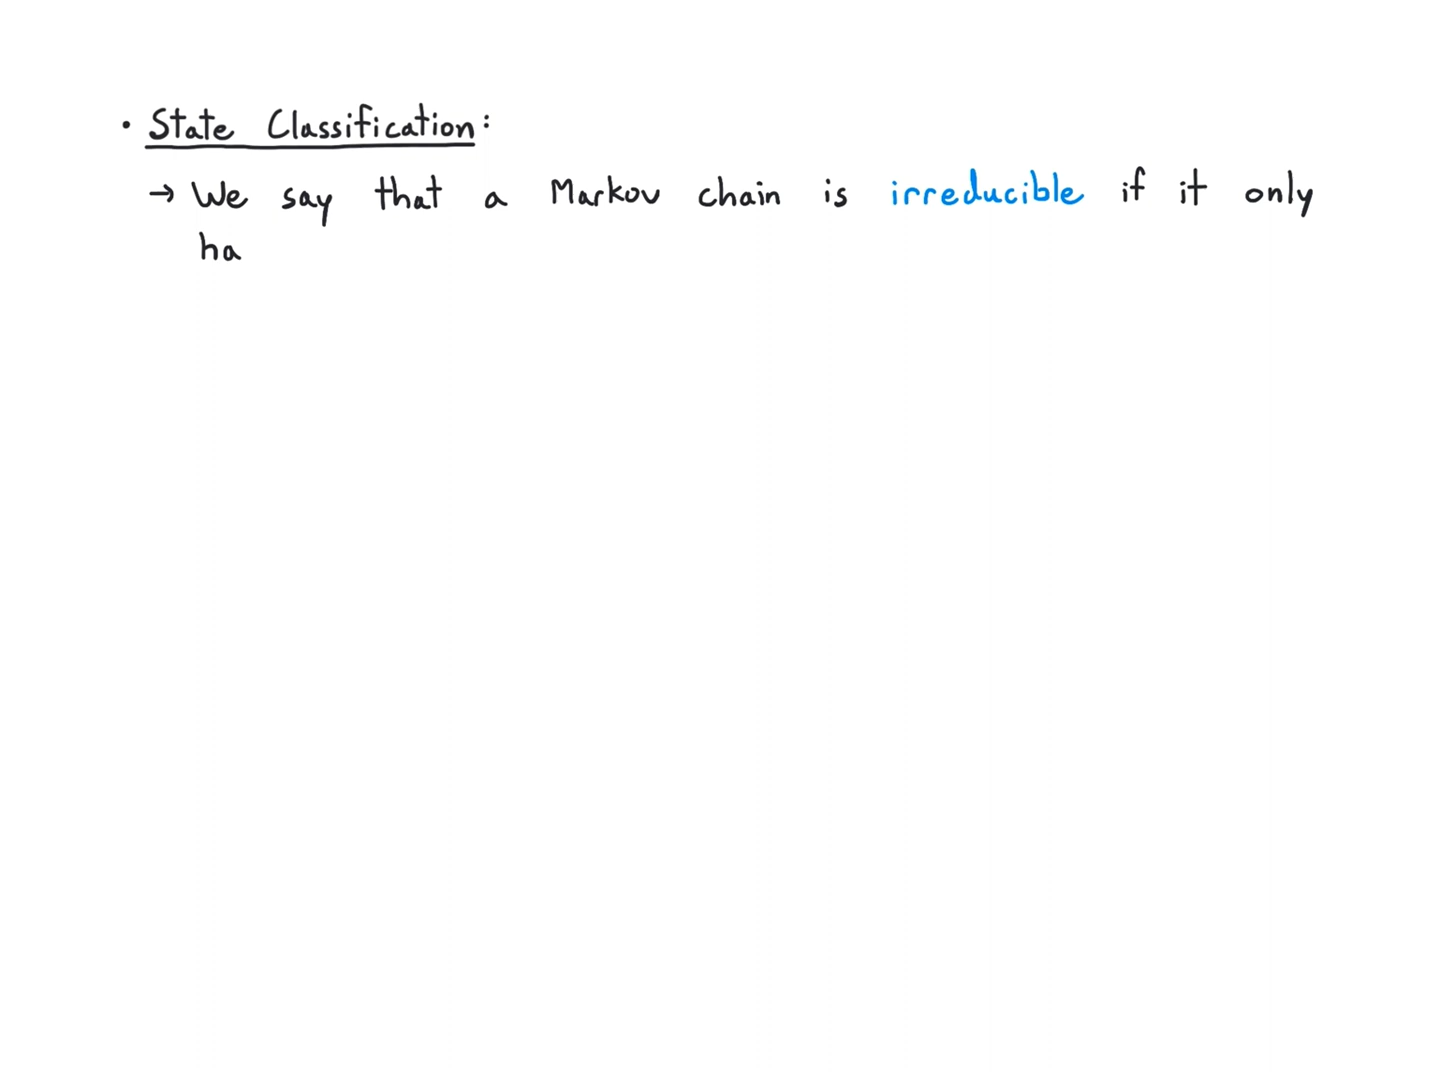 • State Classification:
→ We say that a Markov chain is irreducible if it only
ha